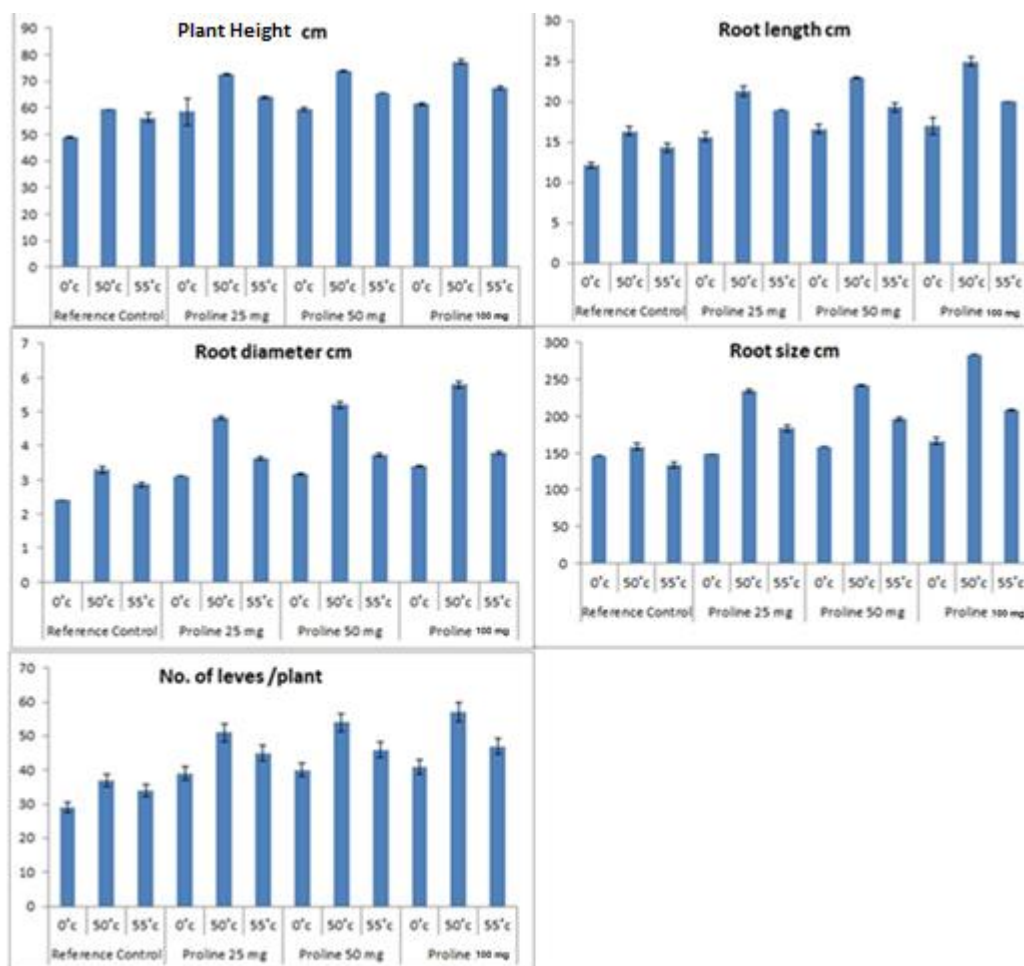 Plant Height cm
90
80
70
60
50
40
30
20
10
0
0°c 50°c 55°c 0°c 50°c 55°c 0°c 50°c 55°c 0°c 50°c 55°c
Reference Control Proline 25 mg Proline 50 mg Proline 100 mg
Root length cm
30
25
20
15
10
5
0
0°c 50°c 55°c 0°c 50°c 55°c 0°c 50°c 55°c 0°c 50°c 55°c
Reference Control Proline 25 mg Proline 50 mg Proline 100 mg
Root diameter cm
7
6
5
4
3
2
1
0
0°c 50°c 55°c 0°c 50°c 55°c 0°c 50°c 55°c 0°c 50°c 55°c
Reference Control Proline 25 mg Proline 50 mg Proline 100 mg
Root size cm
300
250
200
150
100
50
0
0°c 50°c 55°c 0°c 50°c 55°c 0°c 50°c 55°c 0°c 50°c 55°c
Reference Control Proline 25 mg Proline 50 mg Proline 100 mg
No. of leves /plant
70
60
50
40
30
20
10
0
0°c 50°c 55°c 0°c 50°c 55°c 0°c 50°c 55°c 0°c 50°c 55°c
Reference Control Proline 25 mg Proline 50 mg Proline 100 mg